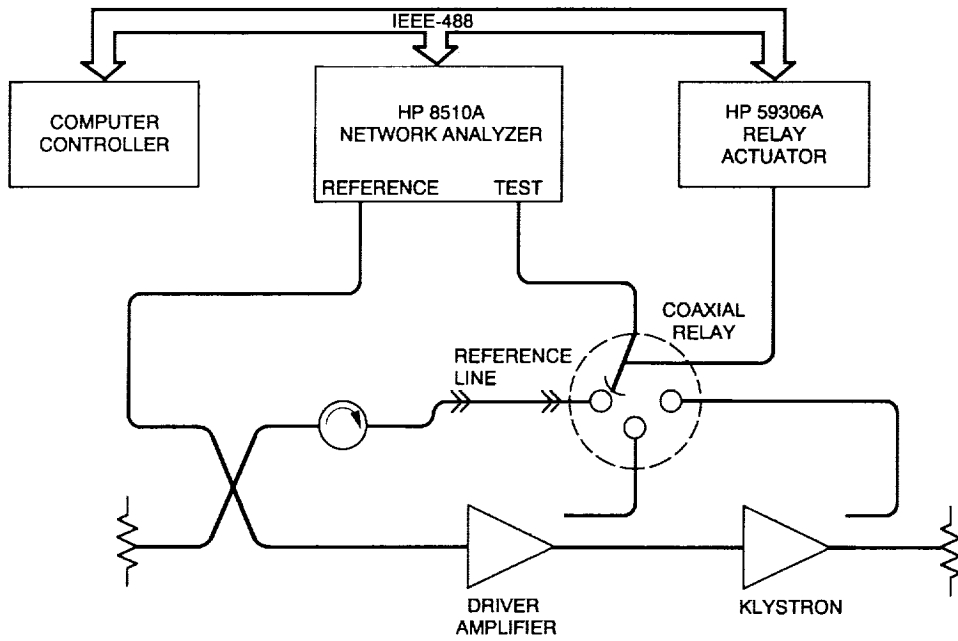 IEEE-488
COMPUTER
CONTROLLER
HP 8510A
NETWORK ANALYZER
REFERENCE TEST
HP 59306A
RELAY
ACTUATOR
COAXIAL
RELAY
REFERENCE
LINE
DRIVER
AMPLIFIER
KLYSTRON